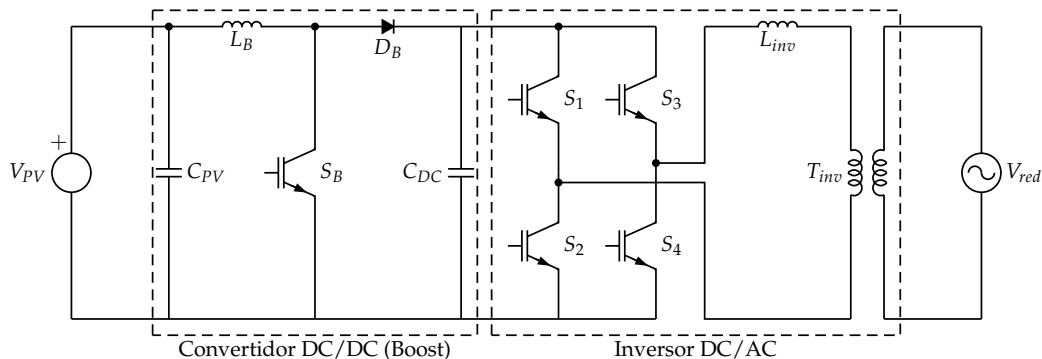 L_B
D_B
L_inv
S_1
S_3
+
V_PV
C_PV
S_B
C_DC
T_inv
V_red
S_2
S_4
Convertidor DC/DC (Boost)
Inversor DC/AC